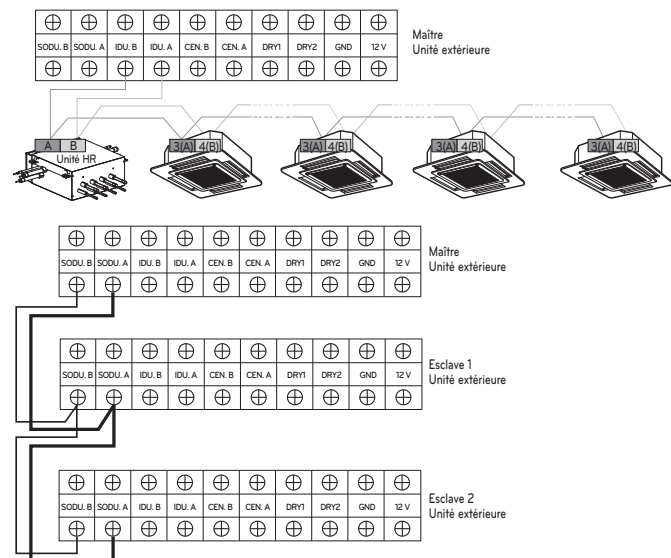 SODU. B SODU. A IDU. B IDU. A CEN. B CEN. A DRY1 DRY2 GND 12 V
Maître
Unité extérieure
A B
Unité HR
3(A) 4(B) 3(A) 4(B) 3(A) 4(B) 3(A) 4(B)
SODU. B SODU. A IDU. B IDU. A CEN. B CEN. A DRY1 DRY2 GND 12 V
Maître
Unité extérieure
SODU. B SODU. A IDU. B IDU. A CEN. B CEN. A DRY1 DRY2 GND 12 V
Esclave 1
Unité extérieure
SODU. B SODU. A IDU. B IDU. A CEN. B CEN. A DRY1 DRY2 GND 12 V
Esclave 2
Unité extérieure